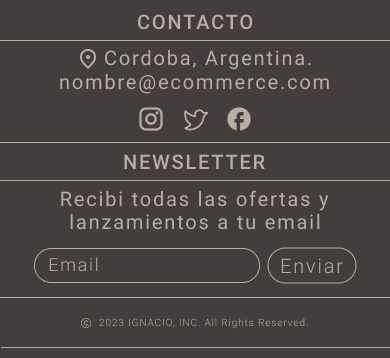 CONTACTO
Cordoba, Argentina.
nombre@ecommerce.com
NEWSLETTER
Recibi todas las ofertas y
lanzamientos a tu email
Email
Enviar
© 2023 IGNACIO, INC. All Rights Reserved.